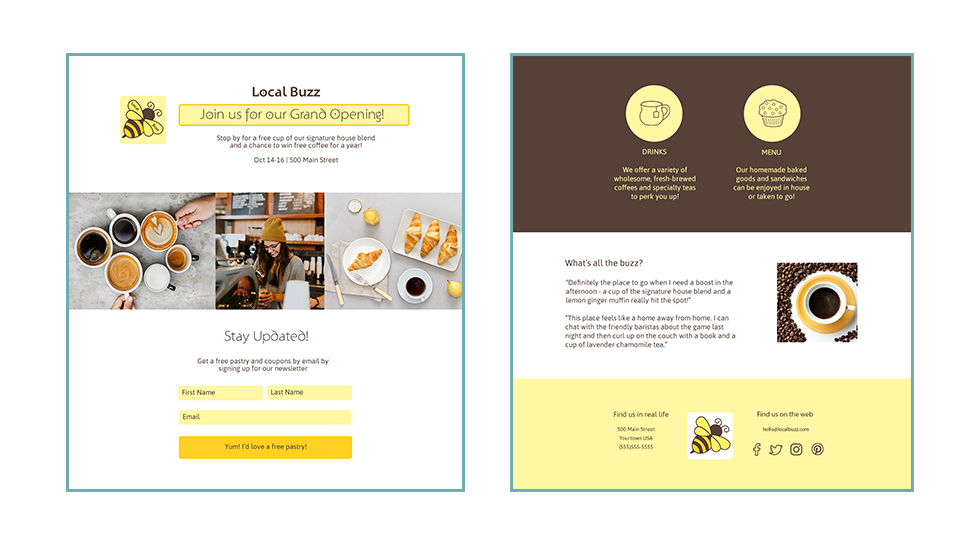 Local Buzz
Join us for our Grand Opening!
Stop by for a free cup of our signature house blend
and a chance to win free coffee for a year!
Oct 14-16 | 500 Main Street
Stay Updated!
Get a free pastry and coupons by email by
signing up for our newsletter
First Name
Last Name
Email
Yum! I'd love a free pastry!
DRINKS
We offer a variety of
wholesome, fresh-brewed
coffees and specialty teas
to perk you up!
MENU
Our homemade baked
goods and sandwiches
can be enjoyed in house
or taken to go!
What's all the buzz?
"Definitely the place to go when I need a boost in the
afternoon - a cup of the signature house blend and a
lemon ginger muffin really hit the spot!"
"This place feels like a home away from home. I can
chat with the friendly baristas about the game last
night and then curl up on the couch with a book and a
cup of lavender chamomile tea."
Find us in real life
500 Main Street
Yourtown USA
(555)555-5555
Find us on the web
hello@localbuzz.com